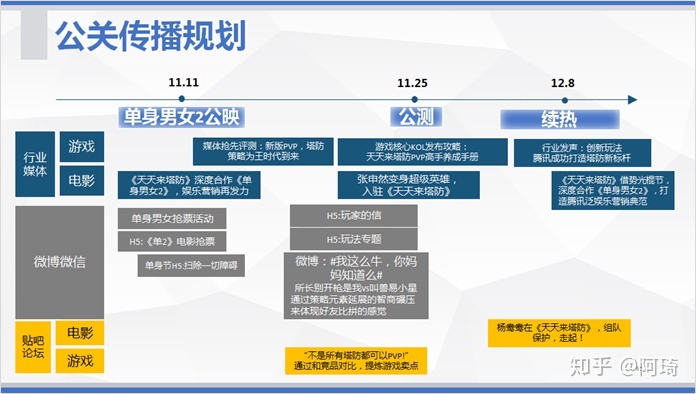 公关传播规划
11.11
11.25
12.8
单身男女2公映
公测
续热
行业
媒体
游戏
电影
媒体抢先评测：新版PVP，塔防
策略为王时代到来
游戏核心KOL发布攻略：
天天来塔防PVP高手养成手册
行业发声：创新玩法
腾讯成功打造塔防新标杆
《天天来塔防》深度合作《单
身男女2》，娱乐营销再发力
张申然变身超级英雄，
入驻《天天来塔防》
《天天来塔防》借势光棍节，
深度合作《单身男女2》，打
造腾讯泛娱乐营销典范
微博微信
单身男女抢票活动
H5:《单2》电影抢票
单身节H5:扫除一切障碍
H5:玩家的信
H5:玩法专题
微博：#我这么牛，你妈
妈知道么#
所长别开枪是我vs叫兽易小星
通过策略元素延展的智商碾压
来体现好友比拼的感觉
贴吧
论坛
电影
游戏
杨鸯鸯在《天天来塔防》，组队
保护，走起！
“不是所有塔防都可以PVP!”
通过和竞品对比，提炼游戏卖点
知乎 @阿琦